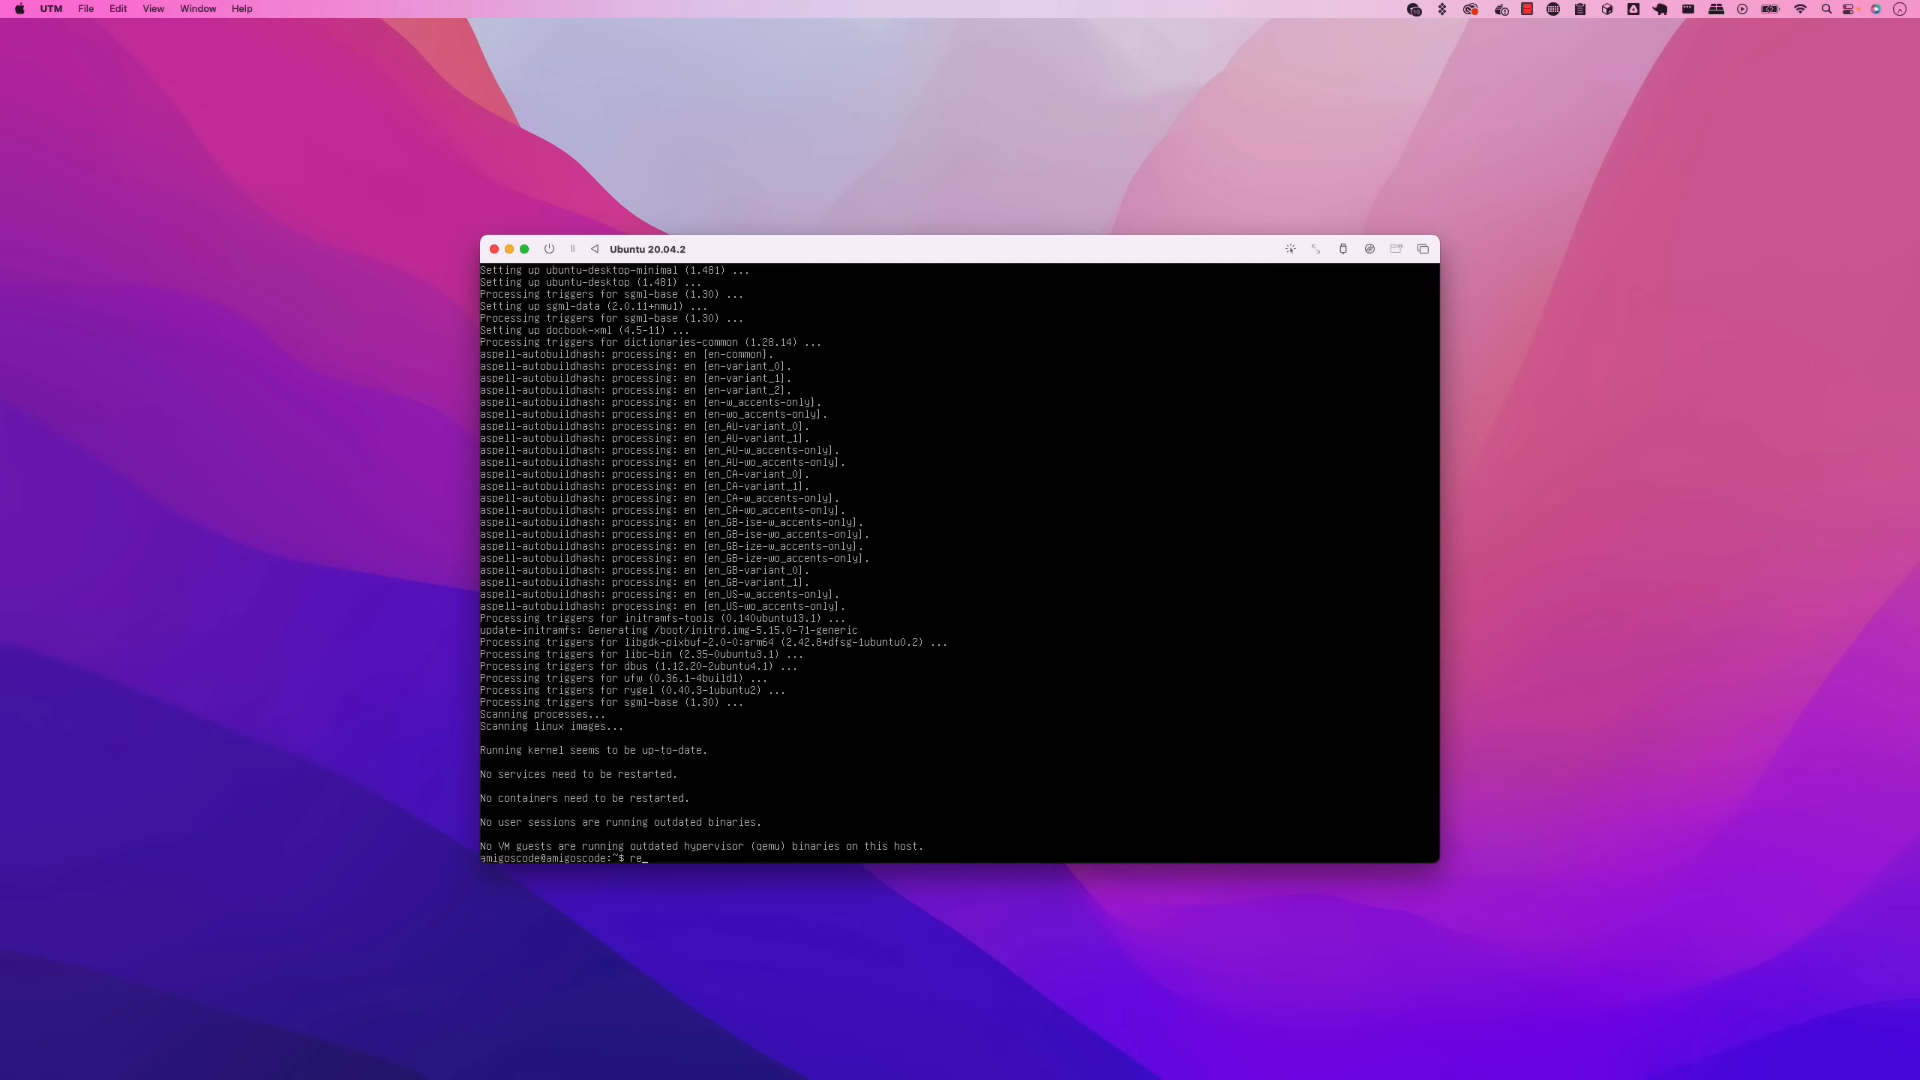 UTM File Edit View Window Help
Ubuntu 20.04.2
Setting up ubuntu-desktop-minimal (1.481) ...
Setting up ubuntu-desktop (1.481) ...
Processing triggers for sgml-base (1.30) ...
Setting up sgml-data (2.0.11+nmu1) ...
Processing triggers for sgml-base (1.30) ...
Setting up docbook-xml (4.5-11) ...
Processing triggers for dictionaries-common (1.28.14) ...
aspell-autobuildhash: processing: en [en-common].
aspell-autobuildhash: processing: en [en-variant_0].
aspell-autobuildhash: processing: en [en-variant_1].
aspell-autobuildhash: processing: en [en-variant_2].
aspell-autobuildhash: processing: en [en-w_accents-only].
aspell-autobuildhash: processing: en [en-wo_accents-only].
aspell-autobuildhash: processing: en [en_AU-variant_0].
aspell-autobuildhash: processing: en [en_AU-variant_1].
aspell-autobuildhash: processing: en [en_AU-w_accents-only].
aspell-autobuildhash: processing: en [en_AU-wo_accents-only].
aspell-autobuildhash: processing: en [en_CA-variant_0].
aspell-autobuildhash: processing: en [en_CA-variant_1].
aspell-autobuildhash: processing: en [en_CA-w_accents-only].
aspell-autobuildhash: processing: en [en_CA-wo_accents-only].
aspell-autobuildhash: processing: en [en_GB-ise-w_accents-only].
aspell-autobuildhash: processing: en [en_GB-ise-wo_accents-only].
aspell-autobuildhash: processing: en [en_GB-ize-w_accents-only].
aspell-autobuildhash: processing: en [en_GB-ize-wo_accents-only].
aspell-autobuildhash: processing: en [en_GB-variant_0].
aspell-autobuildhash: processing: en [en_GB-variant_1].
aspell-autobuildhash: processing: en [en_US-w_accents-only].
aspell-autobuildhash: processing: en [en_US-wo_accents-only].
Processing triggers for initramfs-tools (0.140ubuntu13.1) ...
update-initramfs: Generating /boot/initrd.img-5.15.0-71-generic
Processing triggers for libgdk-pixbuf-2.0-0:arm64 (2.42.8+dfsg-1ubuntu0.2) ...
Processing triggers for libc-bin (2.35-0ubuntu3.1) ...
Processing triggers for dbus (1.12.20-2ubuntu4.1) ...
Processing triggers for ufw (0.36.1-4build1) ...
Processing triggers for rygel (0.40.3-1ubuntu2) ...
Processing triggers for sgml-base (1.30) ...
Scanning processes...
Scanning linux images...
Running kernel seems to be up-to-date.
No services need to be restarted.
No containers need to be restarted.
No user sessions are running outdated binaries.
No VM guests are running outdated hypervisor (qemu) binaries on this host.
amigoscode@amigoscode:~$ re_